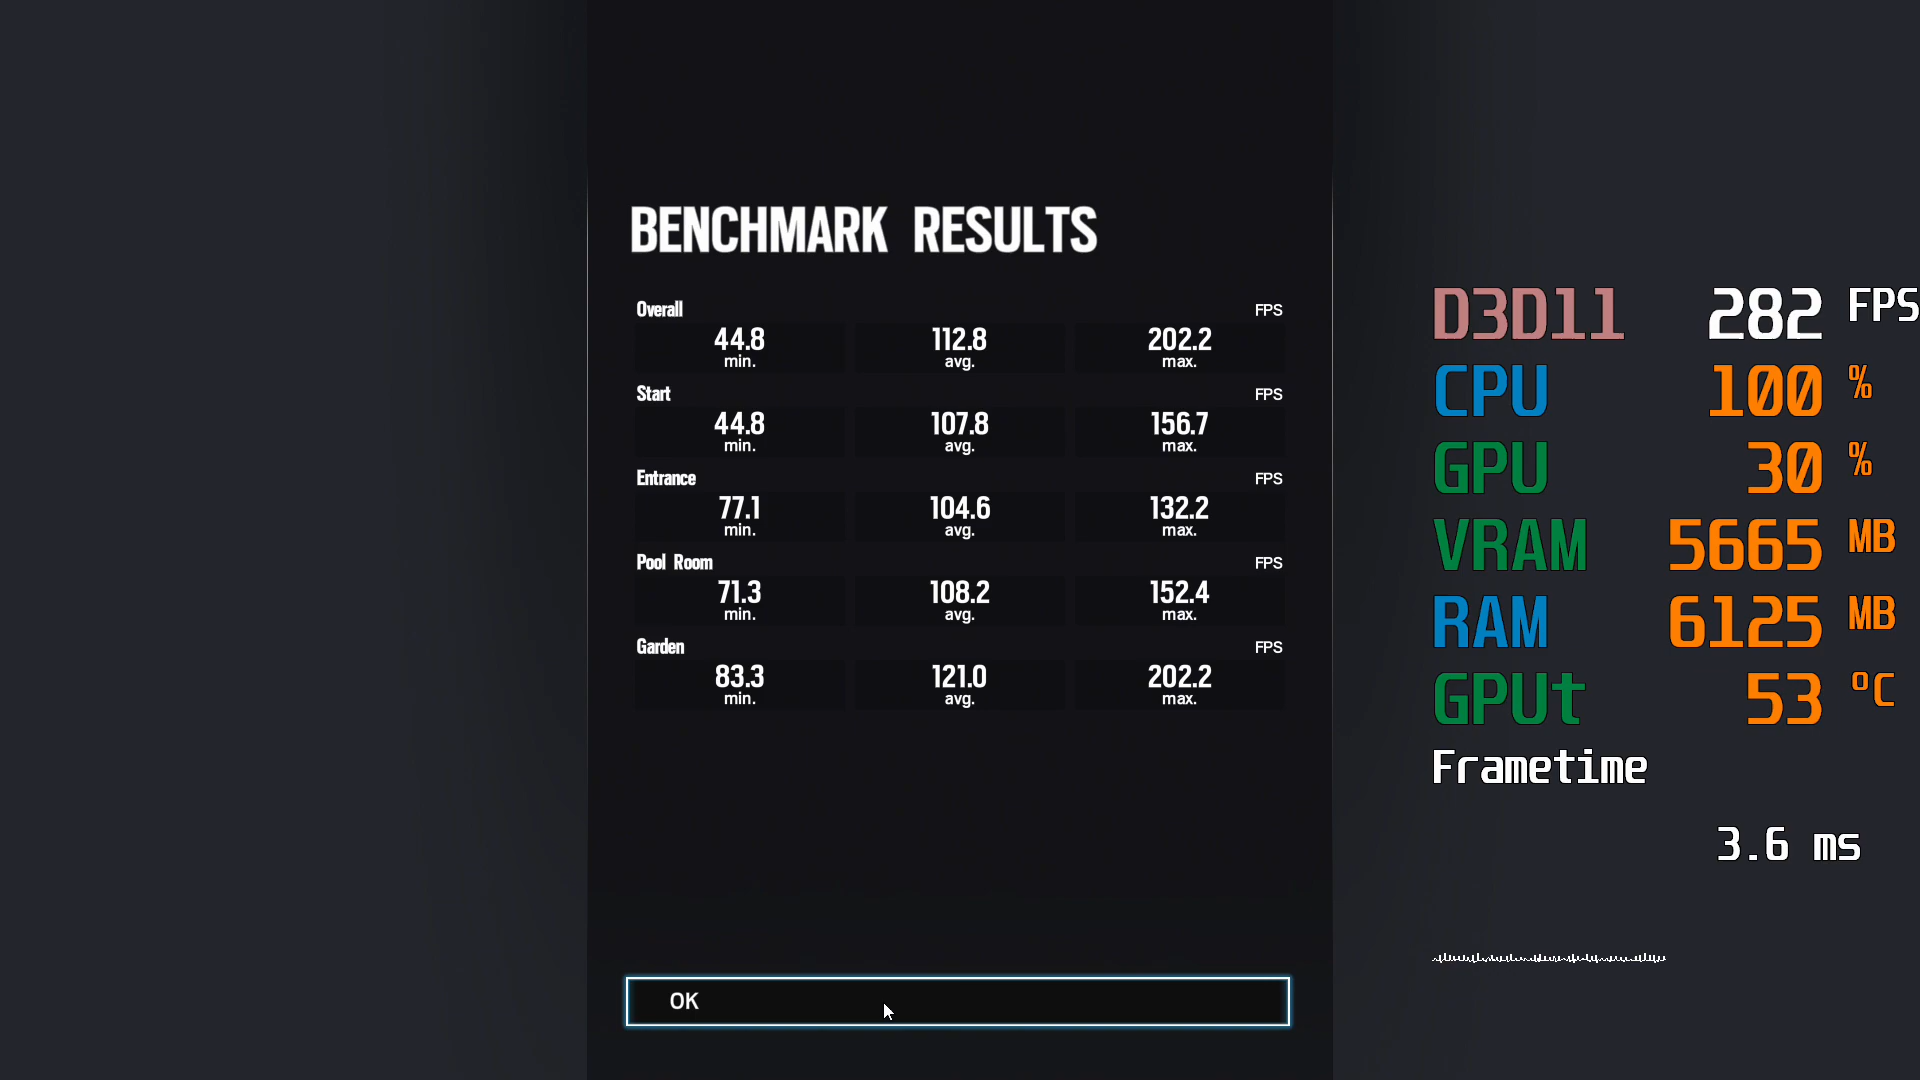 BENCHMARK RESULTS
Overall FPS
44.8 112.8 202.2
min. avg. max.
Start FPS
44.8 107.8 156.7
min. avg. max.
Entrance FPS
77.1 104.6 132.2
min. avg. max.
Pool Room FPS
71.3 108.2 152.4
min. avg. max.
Garden FPS
83.3 121.0 202.2
min. avg. max.
OK
D3D11 282 FPS
CPU 100 %
GPU 30 %
VRAM 5665 MB
RAM 6125 MB
GPUt 53 °C
Frametime
3.6 ms